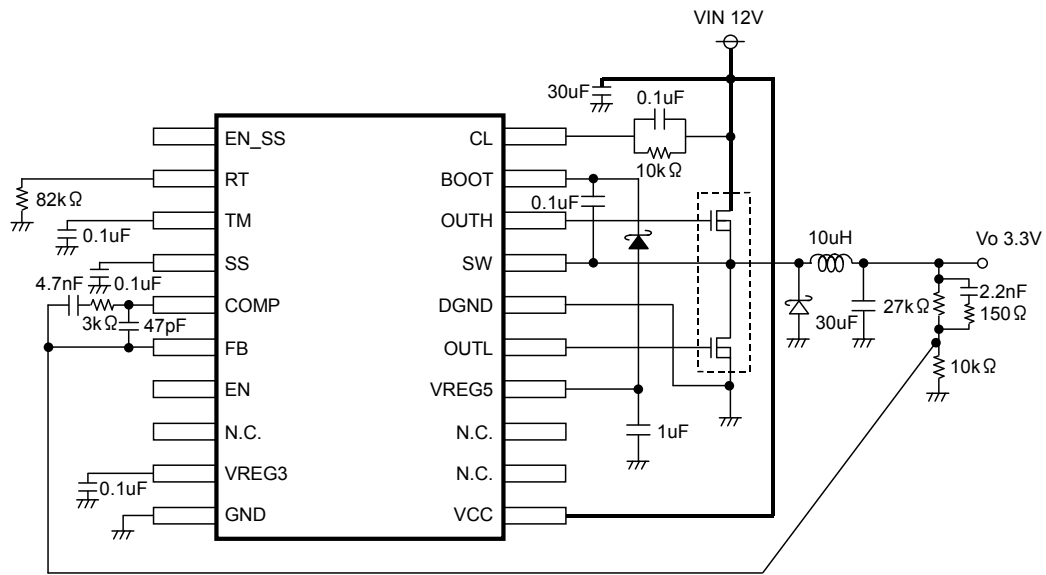 VIN 12V
30uF
0.1uF
10kΩ
EN_SS
CL
RT
BOOT
82kΩ
0.1uF
TM
OUTH
0.1uF
10uH
Vo 3.3V
SS
SW
0.1uF
4.7nF
COMP
DGND
3kΩ
47pF
30uF
27kΩ
2.2nF
150Ω
FB
OUTL
10kΩ
EN
VREG5
N.C.
N.C.
1uF
VREG3
N.C.
0.1uF
GND
VCC